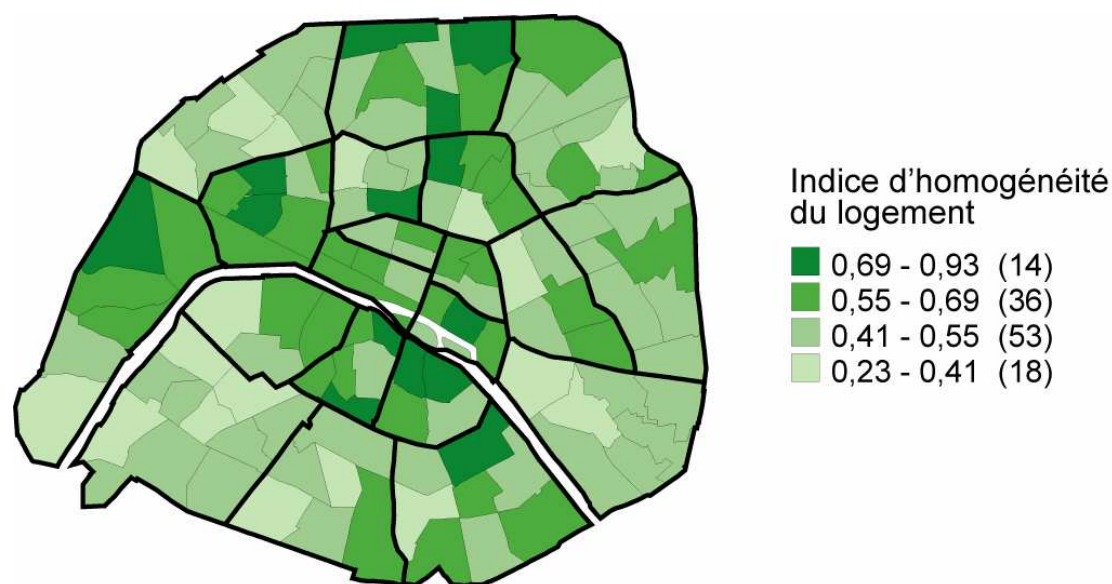 Indice d'homogénéité
du logement
0,69 - 0,93 (14)
0,55 - 0,69 (36)
0,41 - 0,55 (53)
0,23 - 0,41 (18)